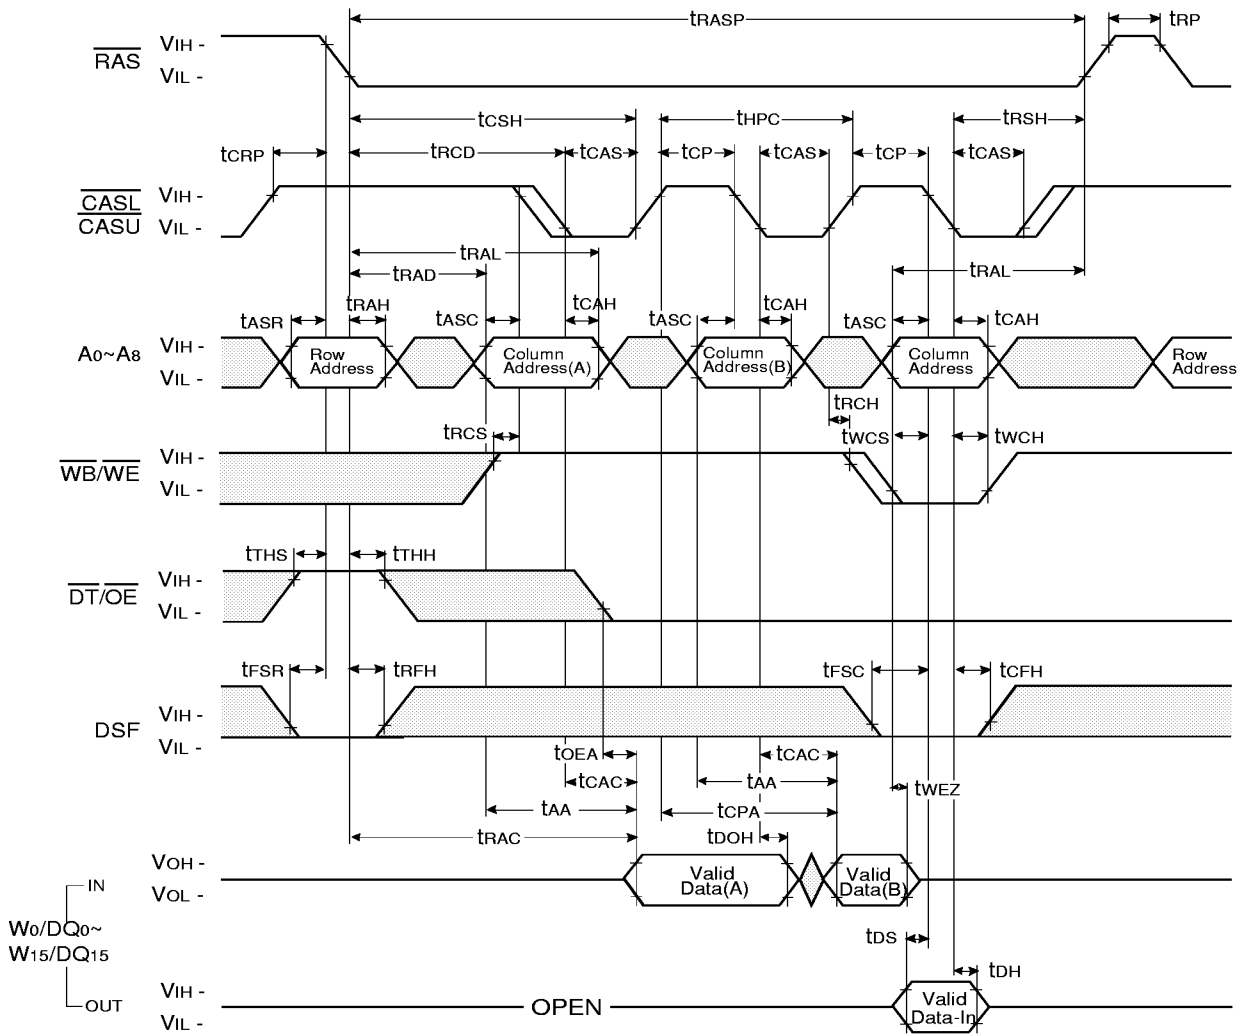 tRASP
tRP
RAS
VIH -
VIL -
tCSH
tHPC
tRSH
tCRP
tRCD
tCAS
tCP
tCAS
tCP
tCAS
CASL
CASU
VIH -
VIL -
tRAL
tRAL
tRAD
tASR
tRAH
tASC
tCAH
tASC
tCAH
tASC
tCAH
A0~A8
VIH -
VIL -
Row
Address
Column
Address(A)
Column
Address(B)
Column
Address
Row
Address
tRCS
tRCH
tWCS
tWCH
WB/WE
VIH -
VIL -
tTHS
tTHH
DT/OE
VIH -
VIL -
tFSR
tRFH
tFSC
tCFH
DSF
VIH -
VIL -
tOEA
tCAC
tCAC
tAA
tWEZ
tAA
tCPA
tRAC
tDOH
VOH -
VOL -
Valid
Data(A)
Valid
Data(B)
IN
W0/DQ0~
W15/DQ15
OUT
tDS
tDH
VIH -
VIL -
OPEN
Valid
Data-In